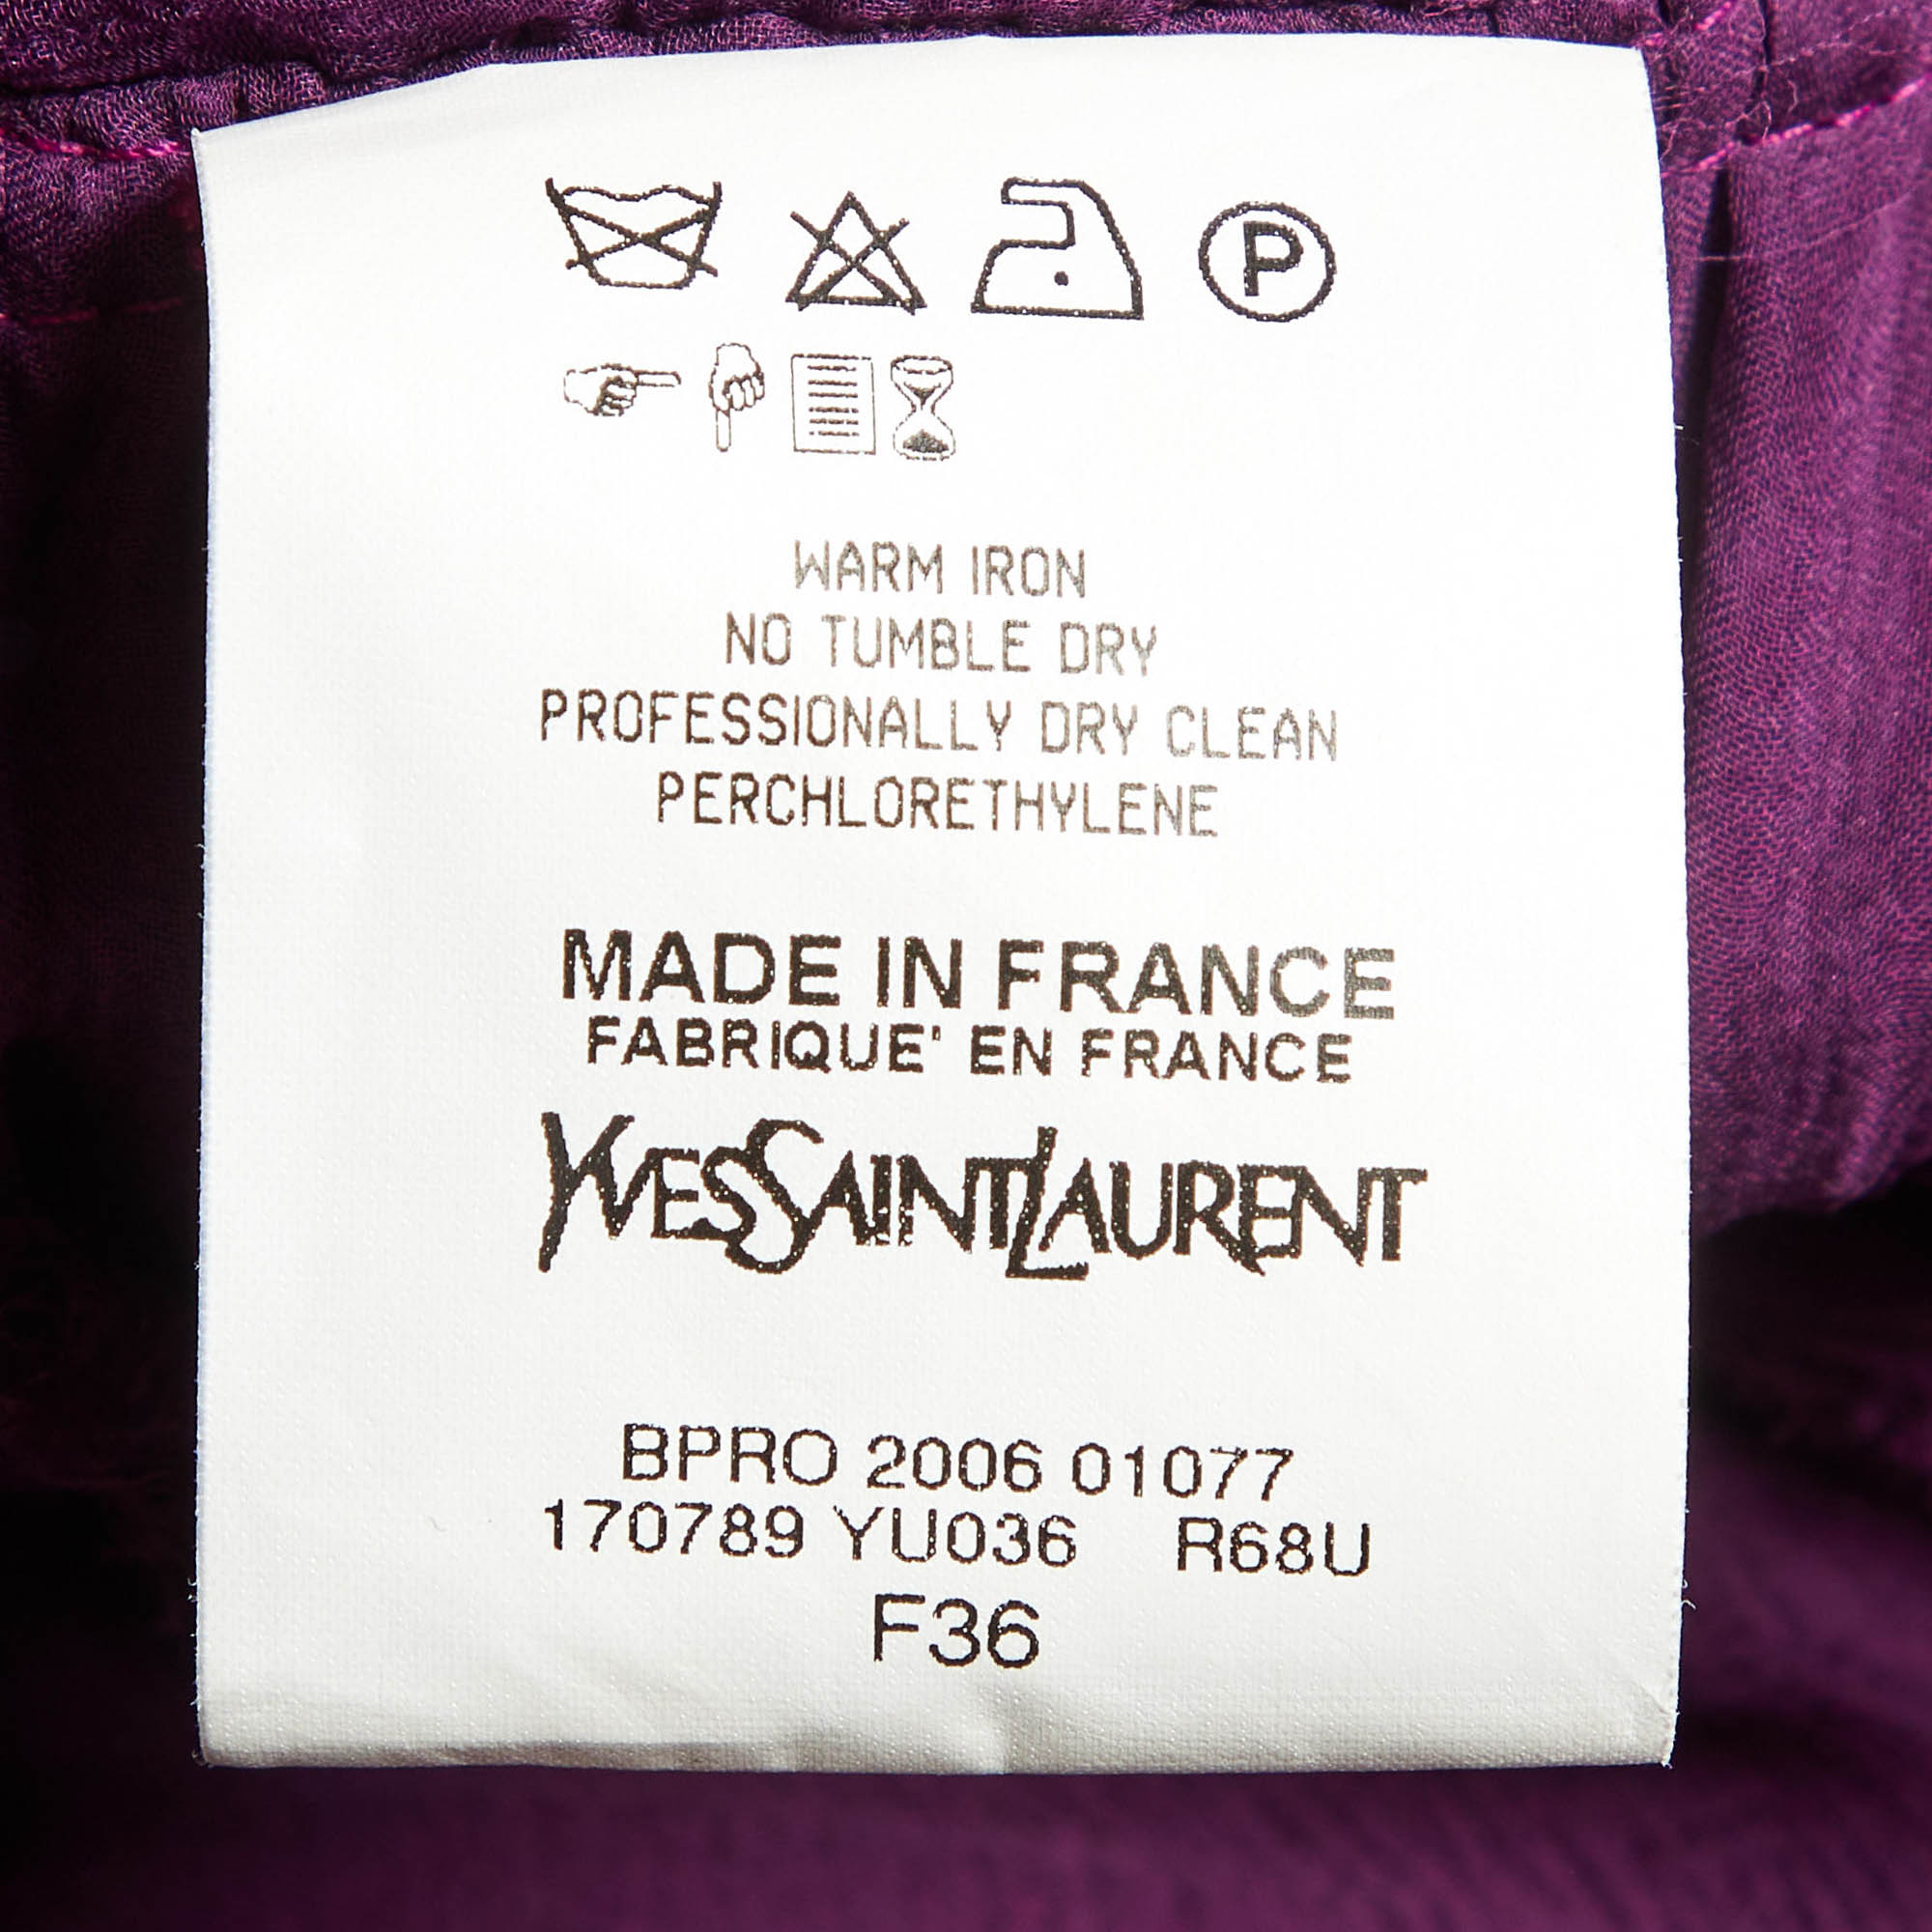 P
WARM IRON
NO TUMBLE DRY
PROFESSIONALLY DRY CLEAN
PERCHLORETHYLENE
MADE IN FRANCE
FABRIQUE' EN FRANCE
YVESSAINTLAURENT
BPRO 2006 01077
170789 YU036 R68U
F36